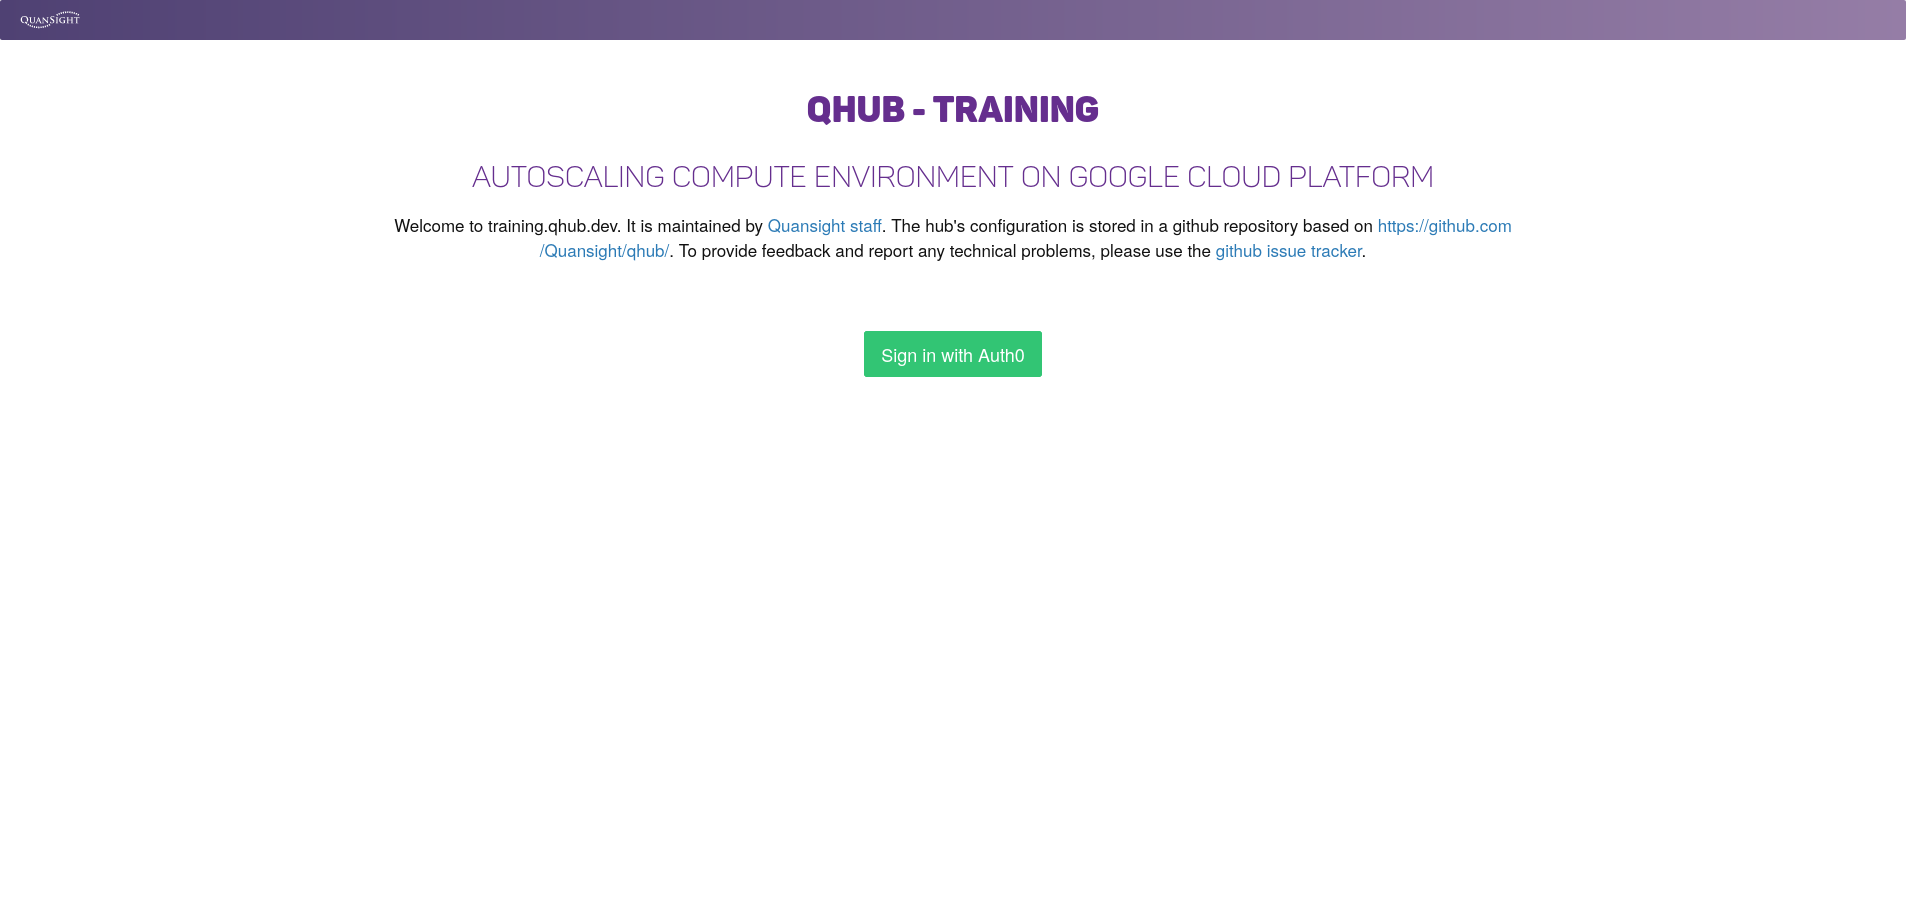 QUANSIGHT
QHUB - TRAINING
AUTOSCALING COMPUTE ENVIRONMENT ON GOOGLE CLOUD PLATFORM
Welcome to training.qhub.dev. It is maintained by Quansight staff. The hub's configuration is stored in a github repository based on https://github.com
/Quansight/qhub/. To provide feedback and report any technical problems, please use the github issue tracker.
Sign in with Auth0